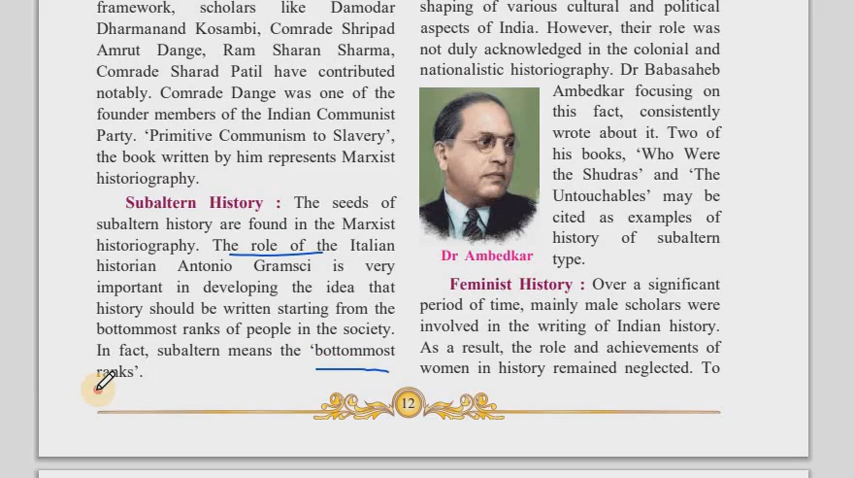 framework, scholars like Damodar
Dharmanand Kosambi, Comrade Shripad
Amrut Dange, Ram Sharan Sharma,
Comrade Sharad Patil have contributed
notably. Comrade Dange was one of the
founder members of the Indian Communist
Party. ‘Primitive Communism to Slavery’,
the book written by him represents Marxist
historiography.
Subaltern History : The seeds of
subaltern history are found in the Marxist
historiography. The role of the Italian
historian Antonio Gramsci is very
important in developing the idea that
history should be written starting from the
bottommost ranks of people in the society.
In fact, subaltern means the ‘bottommost
ranks’.
shaping of various cultural and political
aspects of India. However, their role was
not duly acknowledged in the colonial and
nationalistic historiography. Dr Babasaheb
Ambedkar focusing on
this fact, consistently
wrote about it. Two of
his books, ‘Who Were
the Shudras’ and ‘The
Untouchables’ may be
cited as examples of
history of subaltern
type.
Dr Ambedkar
Feminist History : Over a significant
period of time, mainly male scholars were
involved in the writing of Indian history.
As a result, the role and achievements of
women in history remained neglected. To
12